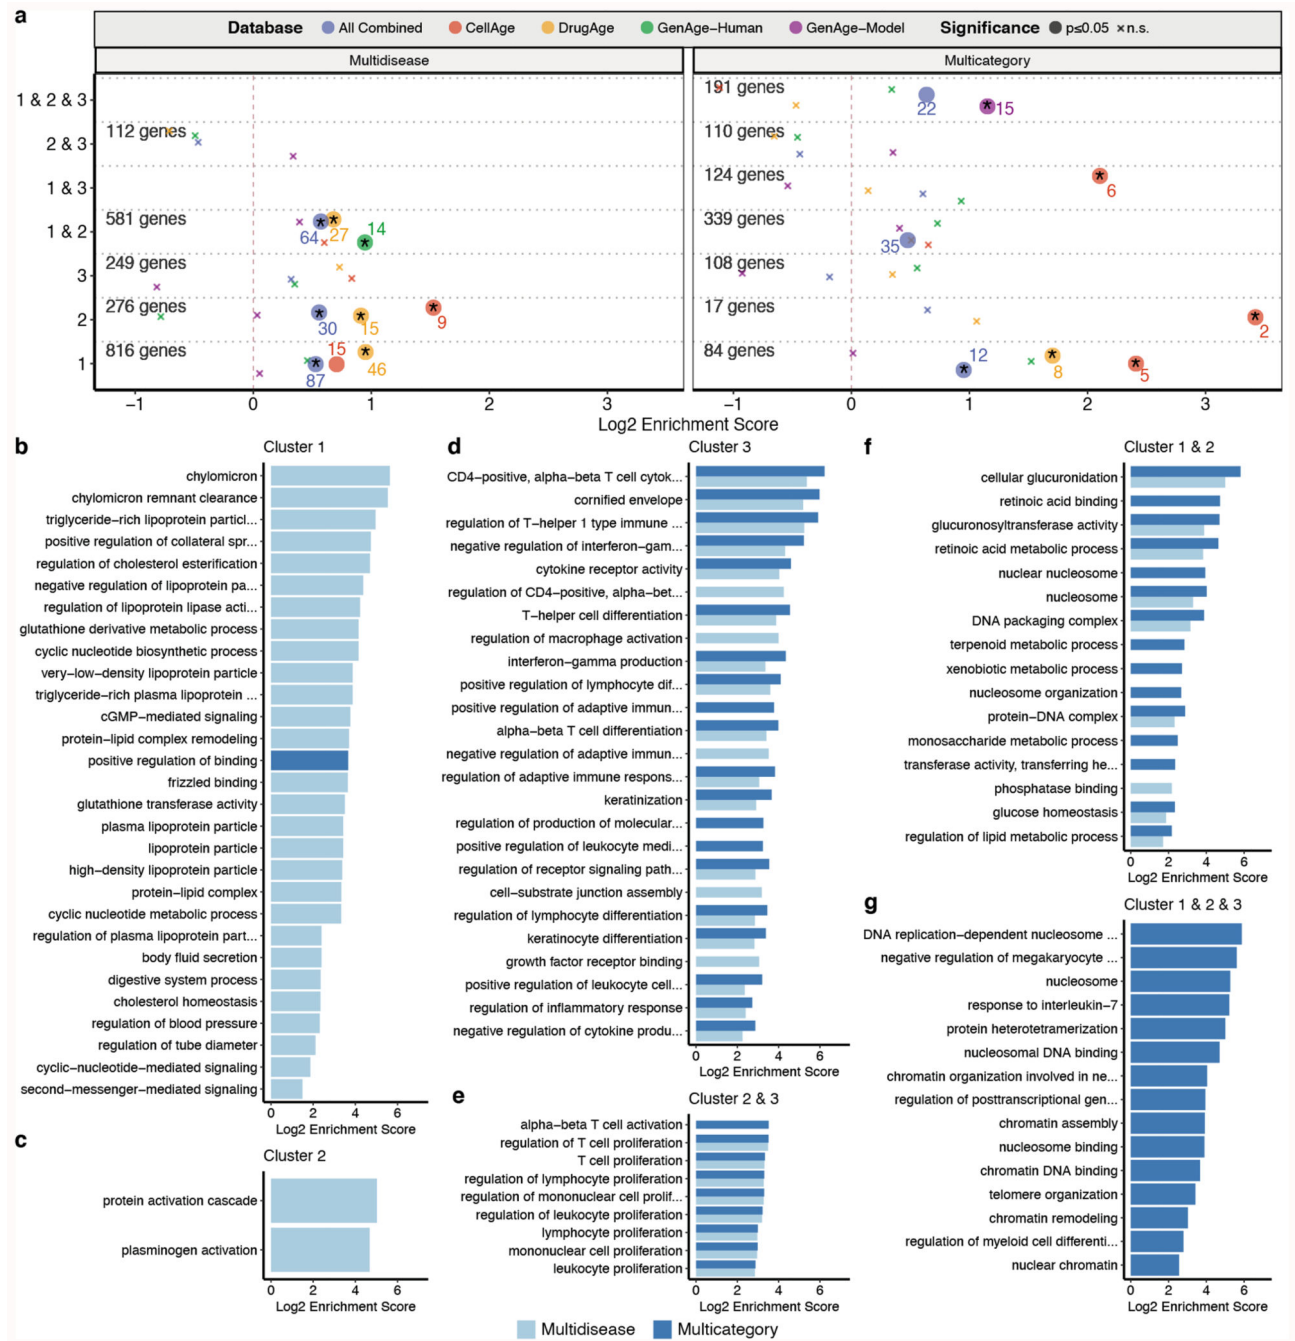 a
Database All Combined CellAge DrugAge GenAge−Human GenAge−Model Significance p≤0.05 ×n.s.
Multidisease Multicategory
1 & 2 & 3
2 & 3
1 & 3
1 & 2
3
2
1
112 genes
581 genes
64 27 14
249 genes
276 genes
30 15 9
816 genes
87 15 46
191 genes
22 15
110 genes
124 genes
6
339 genes
35
108 genes
17 genes
2
84 genes
12 8 5
−1 0 1 2 3
−1 0 1 2 3
Log2 Enrichment Score
b
Cluster 1
chylomicron
chylomicron remnant clearance
triglyceride−rich lipoprotein particl...
positive regulation of collateral spr...
regulation of cholesterol esterification
negative regulation of lipoprotein pa...
regulation of lipoprotein lipase acti...
glutathione derivative metabolic process
cyclic nucleotide biosynthetic process
very−low−density lipoprotein particle
triglyceride−rich plasma lipoprotein ...
cGMP−mediated signaling
protein−lipid complex remodeling
positive regulation of binding
frizzled binding
glutathione transferase activity
plasma lipoprotein particle
lipoprotein particle
high−density lipoprotein particle
protein−lipid complex
cyclic nucleotide metabolic process
regulation of plasma lipoprotein part...
body fluid secretion
digestive system process
cholesterol homeostasis
regulation of blood pressure
regulation of tube diameter
cyclic−nucleotide−mediated signaling
second−messenger−mediated signaling
0 2 4 6
Log2 Enrichment Score
c
Cluster 2
protein activation cascade
plasminogen activation
0 2 4 6
Log2 Enrichment Score
d
Cluster 3
CD4−positive, alpha−beta T cell cytok...
cornified envelope
regulation of T−helper 1 type immune ...
negative regulation of interferon−gam...
cytokine receptor activity
regulation of CD4−positive, alpha−bet...
T−helper cell differentiation
regulation of macrophage activation
interferon−gamma production
positive regulation of lymphocyte dif...
positive regulation of adaptive immun...
alpha−beta T cell differentiation
negative regulation of adaptive immun...
regulation of adaptive immune respons...
keratinization
regulation of production of molecular...
positive regulation of leukocyte medi...
regulation of receptor signaling path...
cell−substrate junction assembly
regulation of lymphocyte differentiation
keratinocyte differentiation
growth factor receptor binding
positive regulation of leukocyte cell...
regulation of inflammatory response
negative regulation of cytokine produ...
0 2 4 6
Log2 Enrichment Score
e
Cluster 2 & 3
alpha−beta T cell activation
regulation of T cell proliferation
T cell proliferation
regulation of lymphocyte proliferation
regulation of mononuclear cell prolif...
regulation of leukocyte proliferation
lymphocyte proliferation
mononuclear cell proliferation
leukocyte proliferation
0 2 4 6
Log2 Enrichment Score
f
Cluster 1 & 2
cellular glucuronidation
retinoic acid binding
glucuronosyltransferase activity
retinoic acid metabolic process
nuclear nucleosome
nucleosome
DNA packaging complex
terpenoid metabolic process
xenobiotic metabolic process
nucleosome organization
protein−DNA complex
monosaccharide metabolic process
transferase activity, transferring he...
phosphatase binding
glucose homeostasis
regulation of lipid metabolic process
0 2 4 6
Log2 Enrichment Score
g
Cluster 1 & 2 & 3
DNA replication−dependent nucleosome ...
negative regulation of megakaryocyte ...
nucleosome
response to interleukin−7
protein heterotetramerization
nucleosomal DNA binding
chromatin organization involved in ne...
regulation of posttranscriptional gen...
chromatin assembly
nucleosome binding
chromatin DNA binding
telomere organization
chromatin remodeling
regulation of myeloid cell differenti...
nuclear chromatin
0 2 4 6
Log2 Enrichment Score
Multidisease Multicategory